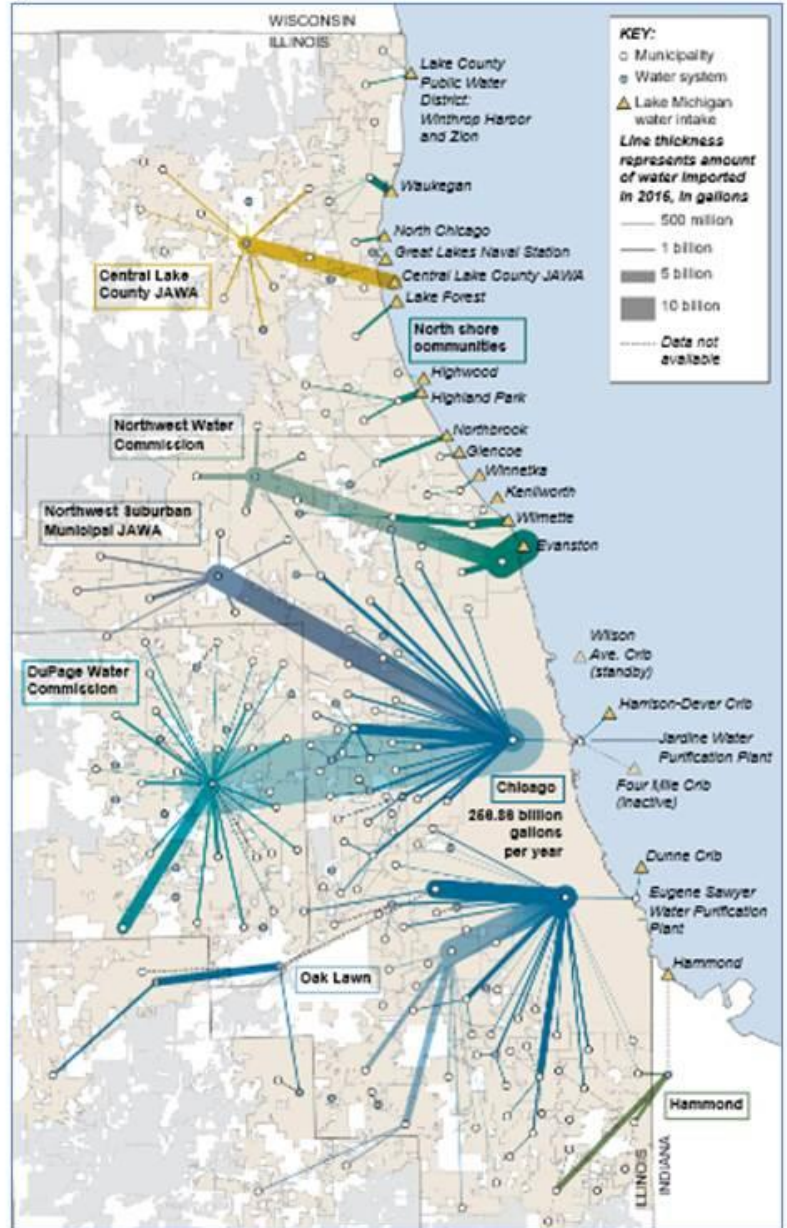 WISCONSIN
ILLINOIS
KEY:
Municipality
Water system
Lake Michigan
water intake
Line thickness
represents amount
of water imported
in 2016, in gallons
500 million
1 billion
5 billion
10 billion
Data not
available
Lake County
Public Water
District:
Winthrop Harbor
and Zion
Waukegan
North Chicago
Great Lakes Naval Station
Central Lake County JAWA
Lake Forest
Central Lake
County JAWA
North shore
communities
Highwood
Highland Park
Northwest Water
Commission
Northbrook
Glencoe
Winnetka
Kenilworth
Wilmette
Evanston
Northwest Suburban
Municipal JAWA
Wilson
Ave. Crib
(standby)
DuPage Water
Commission
Harrison-Dever Crib
Jardine Water
Purification Plant
Four Mile Crib
(inactive)
Chicago
256.86 billion
gallons
per year
Dunne Crib
Eugene Sawyer
Water Purification
Plant
Oak Lawn
Hammond
Hammond
ILLINOIS
INDIANA